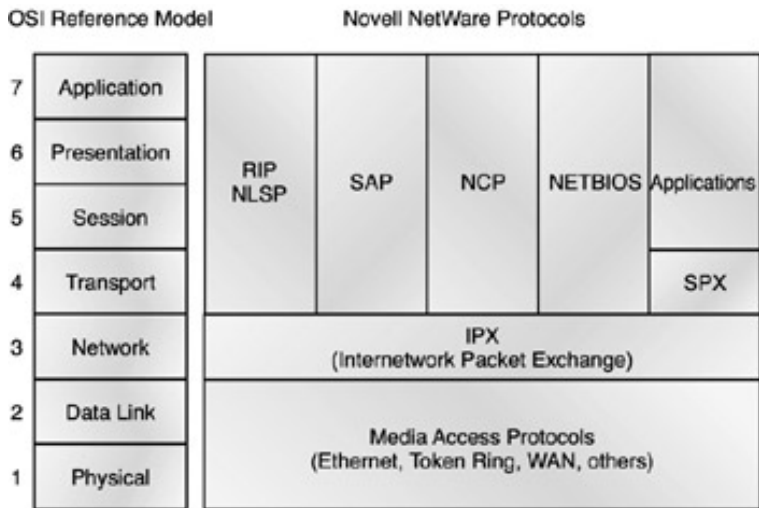 OSI Reference Model
Novell NetWare Protocols
7
Application
6
Presentation
5
Session
4
Transport
3
Network
2
Data Link
1
Physical
RIP
NLSP
SAP
NCP
NETBIOS
Applications
SPX
IPX
(Internetwork Packet Exchange)
Media Access Protocols
(Ethernet, Token Ring, WAN, others)